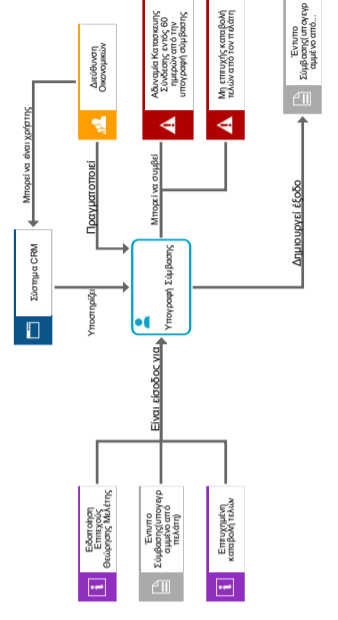 Διεύθυνση
Οικονομικών
Αδυναμία Κατασκευης
Σύνδεσης εντός 60
ημερών από την
υπογραφή σύμβασης
Μη επιτυχής καταβολή
τελών από τον πελάτη
Έντυπο
Σύμβασης(υπογεγρ
αμμένο από...
Μπορεί να είναι χρήστης
Πραγματοποιεί
Μπορεί να συμβεί
Δημιουργεί έξοδο
Σύστημα CRM
Υποστηρίζει
Υπογραφή Σύμβασης
Είναι είσοδος για
Ειδοποίηση
Επιτυχούς
Θεώρησης Μελέτης
Έντυπο
Σύμβασης(υπογεγρ
αμμένο από
πελάτη)
Επιτυχημένη
καταβολή τελών